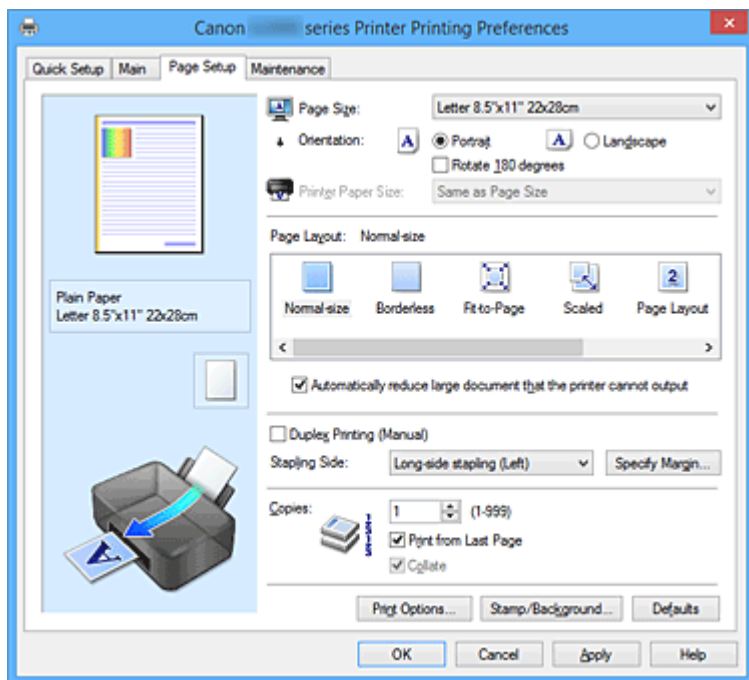 Canon series Printer Printing Preferences
Quick Setup Main Page Setup Maintenance
Page Size: Letter 8.5"x11" 22x28cm
Orientation: A Portrait A Landscape
Rotate 180 degrees
Printer Paper Size: Same as Page Size
Page Layout: Normal-size
2
Normal-size Borderless Fit-to-Page Scaled Page Layout
Plain Paper
Letter 8.5"x11" 22x28cm
Automatically reduce large document that the printer cannot output
Duplex Printing (Manual)
Stapling Side: Long-side stapling (Left) Specify Margin...
Copies: 1 (1-999)
Print from Last Page
Collate
A
Print Options... Stamp/Background... Defaults
OK Cancel Apply Help